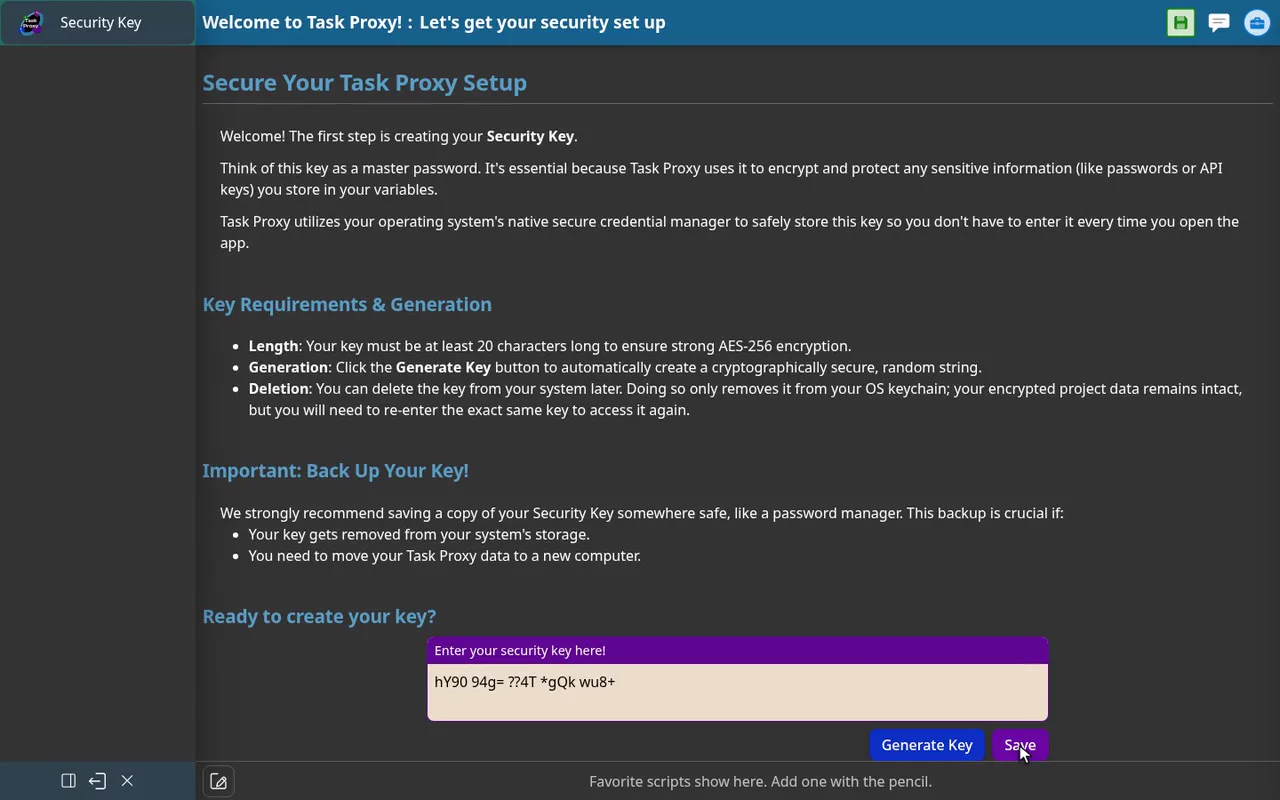 Task Proxy
Security Key
Welcome to Task Proxy! : Let's get your security set up
Secure Your Task Proxy Setup
Welcome! The first step is creating your Security Key.
Think of this key as a master password. It's essential because Task Proxy uses it to encrypt and protect any sensitive information (like passwords or API
keys) you store in your variables.
Task Proxy utilizes your operating system's native secure credential manager to safely store this key so you don't have to enter it every time you open the
app.
Key Requirements & Generation
• Length: Your key must be at least 20 characters long to ensure strong AES-256 encryption.
• Generation: Click the Generate Key button to automatically create a cryptographically secure, random string.
• Deletion: You can delete the key from your system later. Doing so only removes it from your OS keychain; your encrypted project data remains intact,
but you will need to re-enter the exact same key to access it again.
Important: Back Up Your Key!
We strongly recommend saving a copy of your Security Key somewhere safe, like a password manager. This backup is crucial if:
• Your key gets removed from your system's storage.
• You need to move your Task Proxy data to a new computer.
Ready to create your key?
Enter your security key here!
hY90 94g= ??4T *gQk wu8+
Generate Key
Save
Favorite scripts show here. Add one with the pencil.